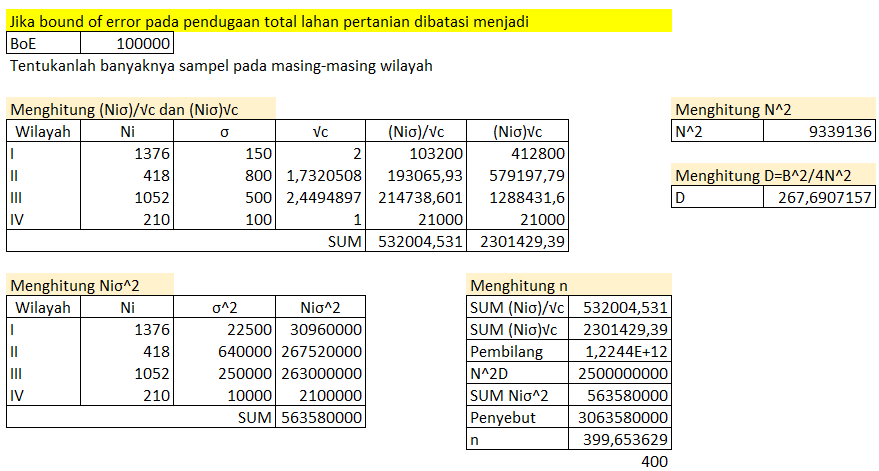 Jika bound of error pada pendugaan total lahan pertanian dibatasi menjadi
BoE 100000
Tentukanlah banyaknya sampel pada masing-masing wilayah
Menghitung (Niσ)/√c dan (Niσ)√c
Wilayah Ni σ √c (Niσ)/√c (Niσ)√c
I 1376 150 2 103200 412800
II 418 800 1,7320508 193065,93 579197,79
III 1052 500 2,4494897 214738,601 1288431,6
IV 210 100 1 21000 21000
SUM 532004,531 2301429,39
Menghitung N^2
N^2 9339136
Menghitung D=B^2/4N^2
D 267,6907157
Menghitung Niσ^2
Wilayah Ni σ^2 Niσ^2
I 1376 22500 30960000
II 418 640000 267520000
III 1052 250000 263000000
IV 210 10000 2100000
SUM 563580000
Menghitung n
SUM (Niσ)/√c 532004,531
SUM (Niσ)√c 2301429,39
Pembilang 1,2244E+12
N^2D 2500000000
SUM Niσ^2 563580000
Penyebut 3063580000
n 399,653629
400